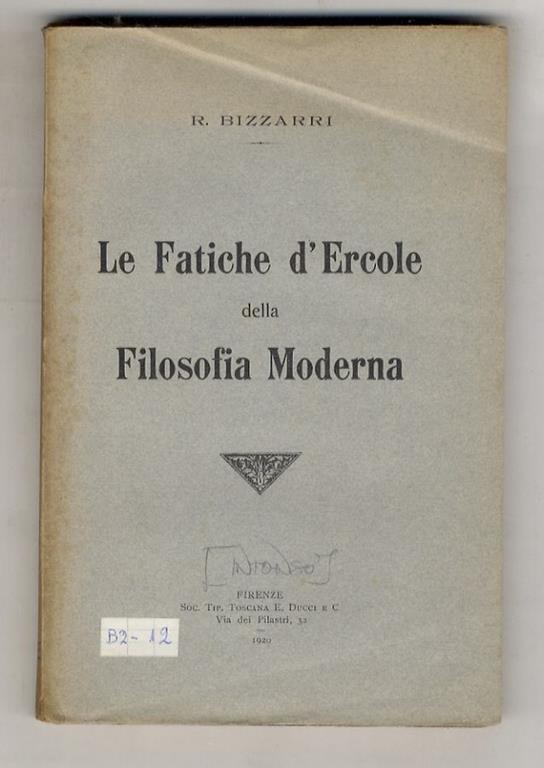 R. BIZZARRI
Le Fatiche d'Ercole
della
Filosofia Moderna
[INTONSO]
FIRENZE
SOC. TIP. TOSCANA E. DUCCI E C
Via dei Pilastri, 32
1920
B2-12